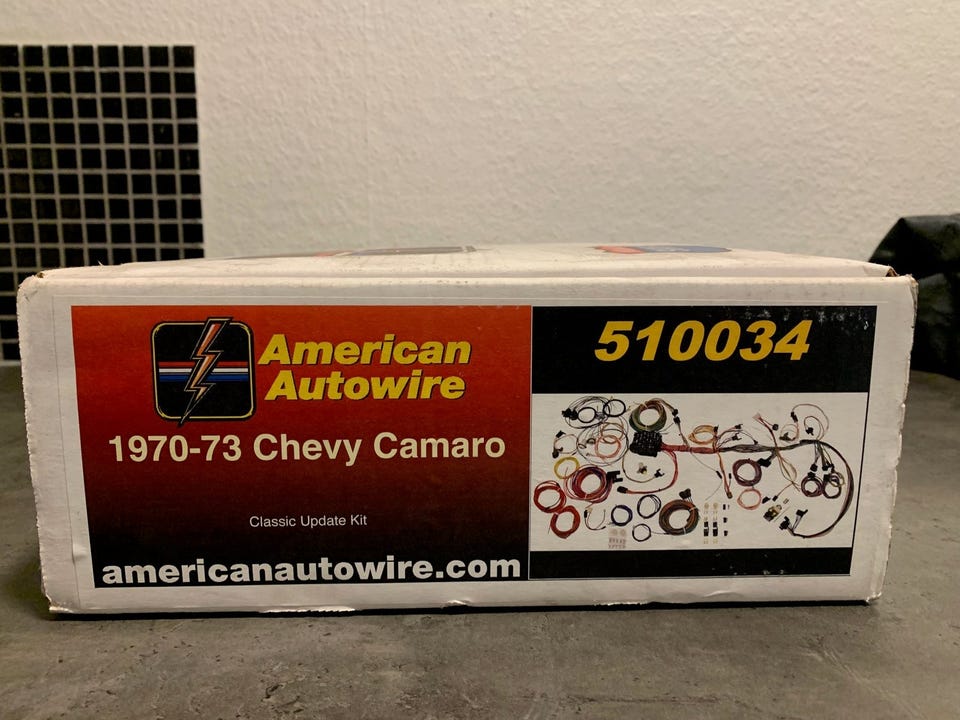 American
Autowire
1970-73 Chevy Camaro
Classic Update Kit
americanautowire.com
510034